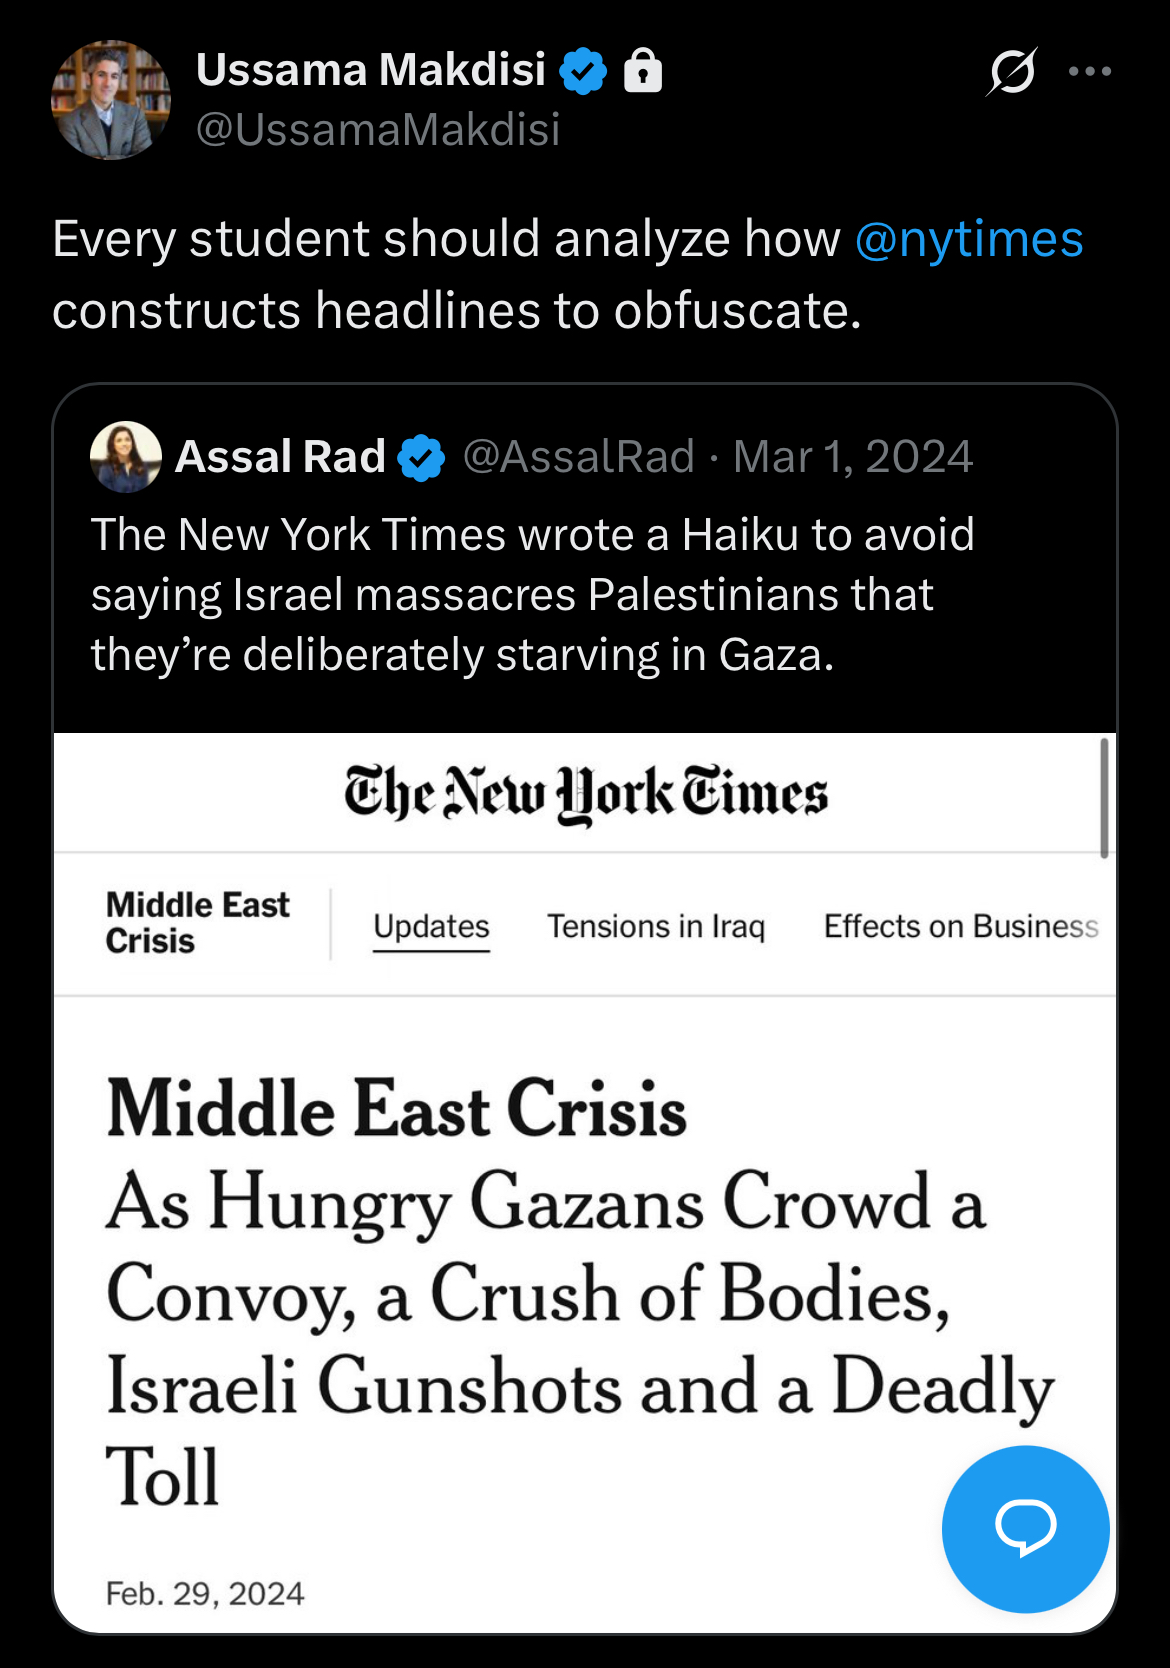 Ussama Makdisi
@UssamaMakdisi
Every student should analyze how @nytimes
constructs headlines to obfuscate.
Assal Rad @AssalRad · Mar 1, 2024
The New York Times wrote a Haiku to avoid
saying Israel massacres Palestinians that
they’re deliberately starving in Gaza.
The New York Times
Middle East
Crisis
Updates Tensions in Iraq Effects on Business
Middle East Crisis
As Hungry Gazans Crowd a
Convoy, a Crush of Bodies,
Israeli Gunshots and a Deadly
Toll
Feb. 29, 2024